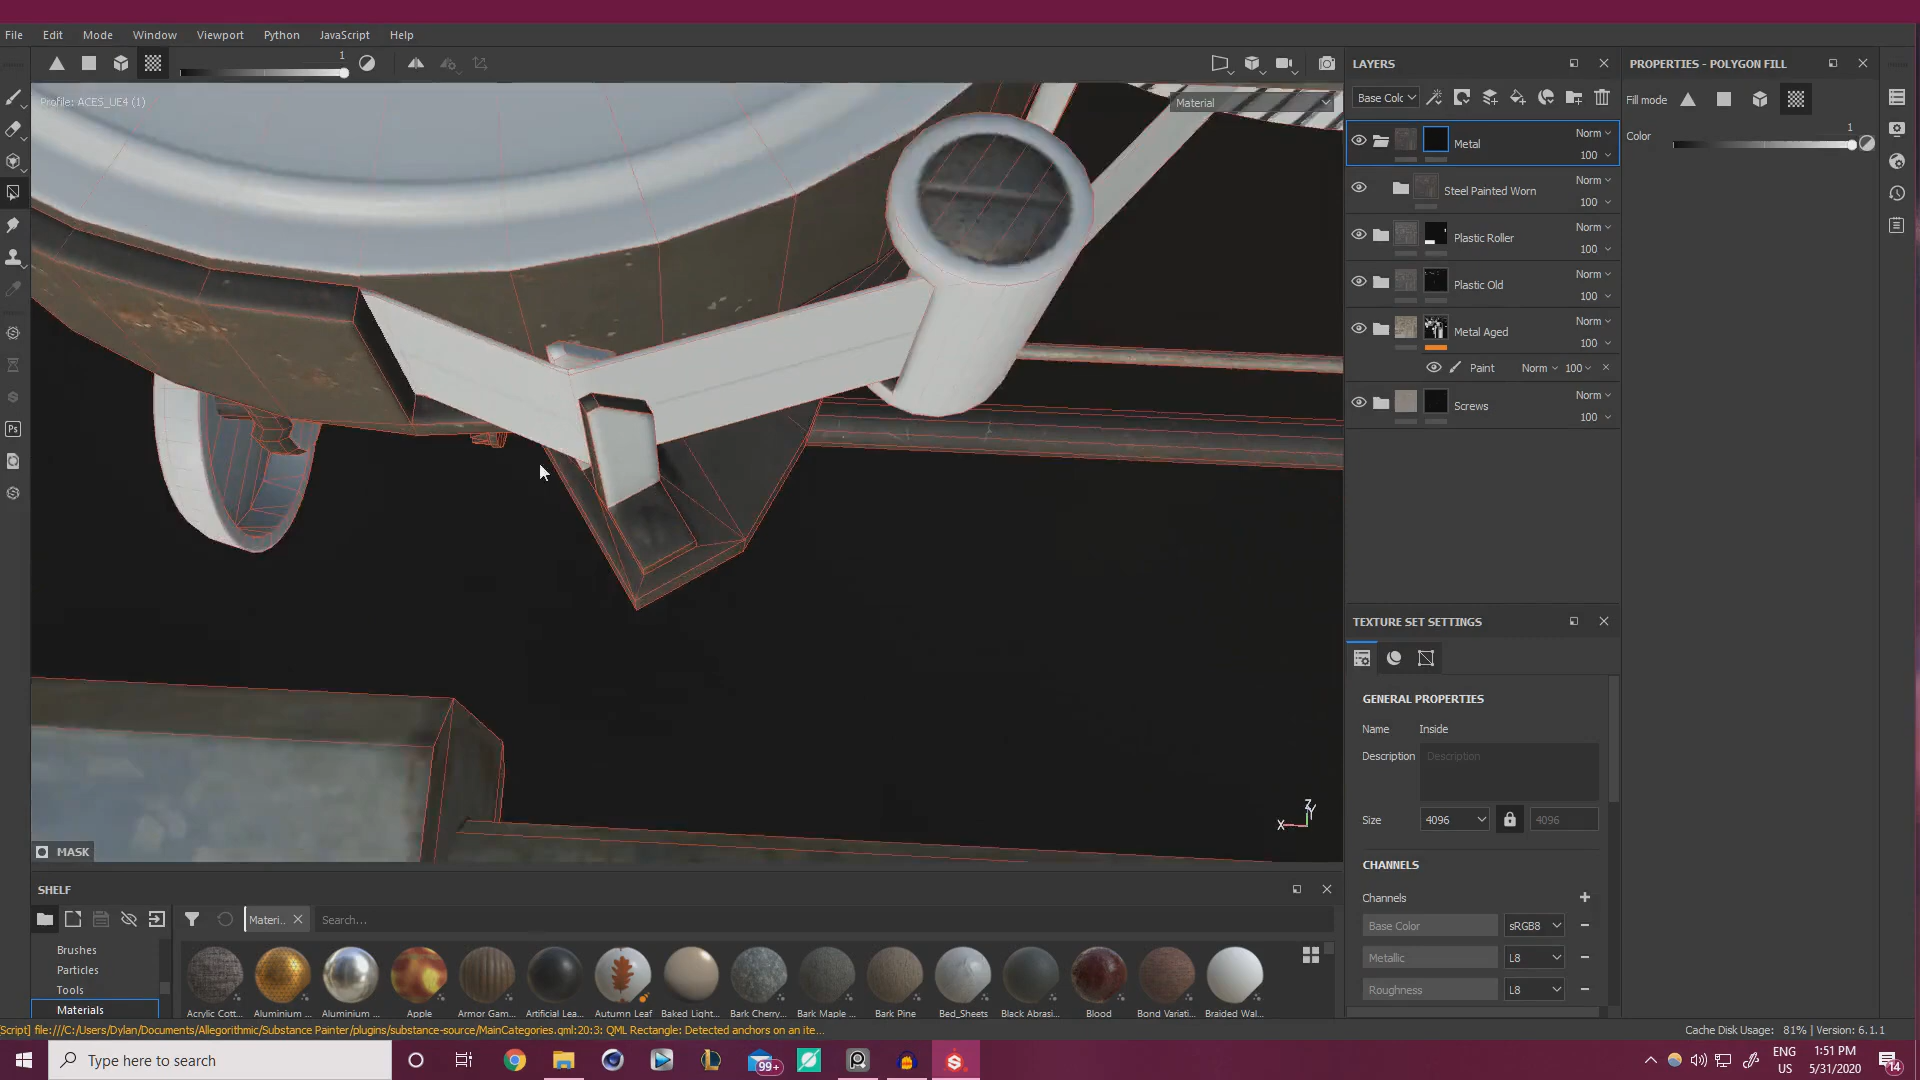 File Edit Mode Window Viewport Python JavaScript Help
1
Profile: ACES_UE4 (1)
Material
LAYERS
Base Colc
Metal Norm 100
Steel Painted Worn Norm 100
Plastic Roller Norm 100
Plastic Old Norm 100
Metal Aged Norm 100
Paint Norm 100
Screws Norm 100
PROPERTIES - POLYGON FILL
Fill mode
Color 1
TEXTURE SET SETTINGS
GENERAL PROPERTIES
Name Inside
Description Description
Size 4096 4096
CHANNELS
Channels
Base Color sRGB8
Metallic L8
Roughness L8
Ps
Z
Y
X
MASK
SHELF
Materi..
Search...
Brushes
Particles
Tools
Materials
Acrylic Cott... Aluminium ... Aluminium ... Apple Armor Gam... Artificial Lea... Autumn Leaf Baked Light... Bark Cherry... Bark Maple ... Bark Pine Bed_Sheets Black Abrasi... Blood Bond Variati... Braided Wal...
Script] file:///C:/Users/Dylan/Documents/Allegorithmic/Substance Painter/plugins/substance-source/MainCategories.qml:20:3: QML Rectangle: Detected anchors on an ite...
Cache Disk Usage: 81% | Version: 6.1.1
Type here to search
99+
ENG
US
1:51 PM
5/31/2020
14